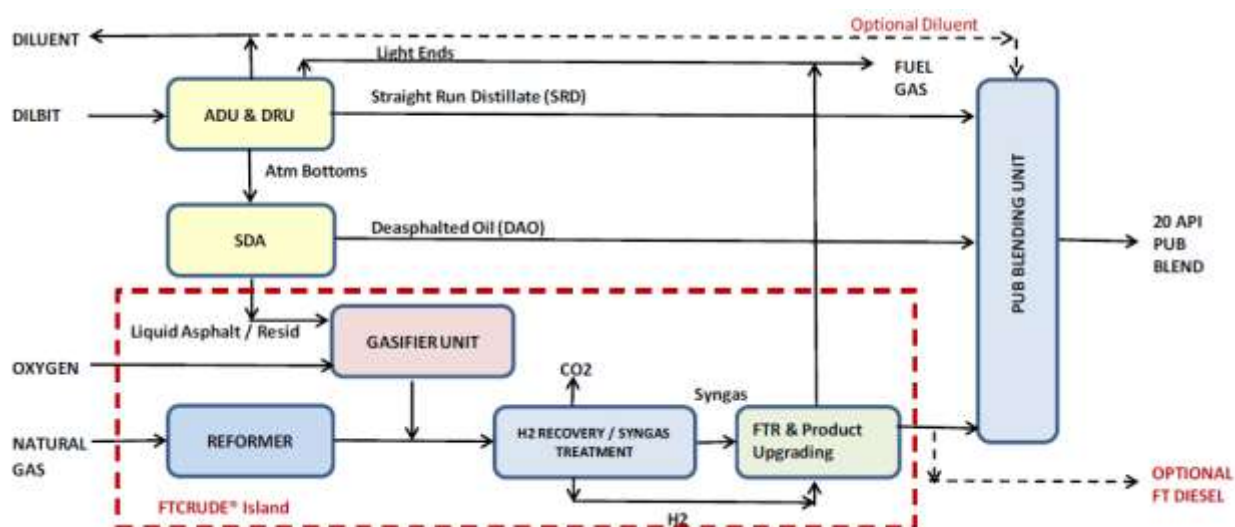 Optional Diluent
DILUENT
Light Ends
FUEL
GAS
DILBIT
ADU & DRU
Straight Run Distillate (SRD)
Atm Bottoms
SDA
Deasphalted Oil (DAO)
PUB BLENDING UNIT
20 API
PUB
BLEND
Liquid Asphalt / Resid
GASIFIER UNIT
OXYGEN
CO2
Syngas
NATURAL
GAS
REFORMER
H2 RECOVERY / SYNGAS
TREATMENT
FTR & Product
Upgrading
OPTIONAL
FT DIESEL
FTCRUDE® Island
H2